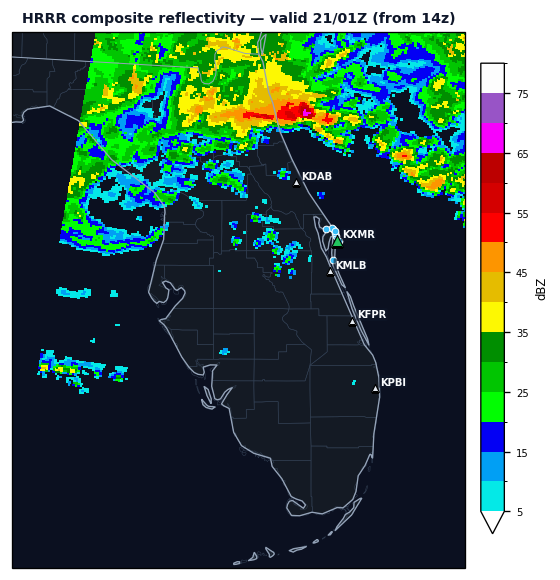 HRRR composite reflectivity — valid 21/01Z (from 14z)
KDAB
KXMR
KMLB
KFPR
KPBI
75
65
55
45
35
25
15
5
dBZ